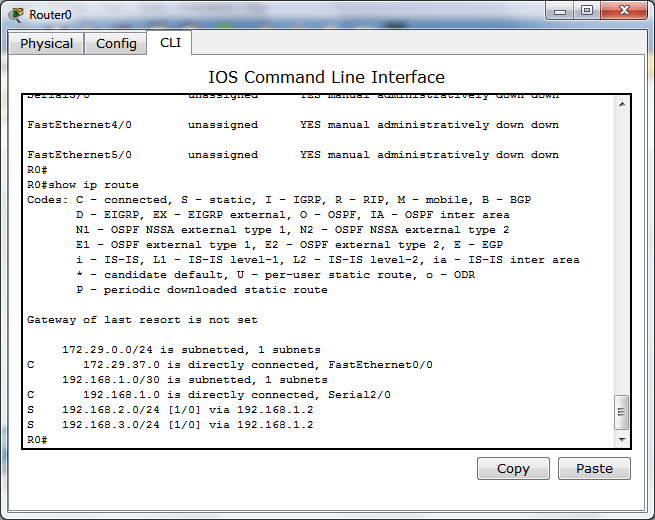 Router0
Physical Config CLI
IOS Command Line Interface
Serial3/0 unassigned YES manual administratively down down
FastEthernet4/0 unassigned YES manual administratively down down
FastEthernet5/0 unassigned YES manual administratively down down
R0#
R0#show ip route
Codes: C - connected, S - static, I - IGRP, R - RIP, M - mobile, B - BGP
D - EIGRP, EX - EIGRP external, O - OSPF, IA - OSPF inter area
N1 - OSPF NSSA external type 1, N2 - OSPF NSSA external type 2
E1 - OSPF external type 1, E2 - OSPF external type 2, E - EGP
i - IS-IS, L1 - IS-IS level-1, L2 - IS-IS level-2, ia - IS-IS inter area
* - candidate default, U - per-user static route, o - ODR
P - periodic downloaded static route
Gateway of last resort is not set
172.29.0.0/24 is subnetted, 1 subnets
C 172.29.37.0 is directly connected, FastEthernet0/0
192.168.1.0/30 is subnetted, 1 subnets
C 192.168.1.0 is directly connected, Serial2/0
S 192.168.2.0/24 [1/0] via 192.168.1.2
S 192.168.3.0/24 [1/0] via 192.168.1.2
R0#
Copy Paste